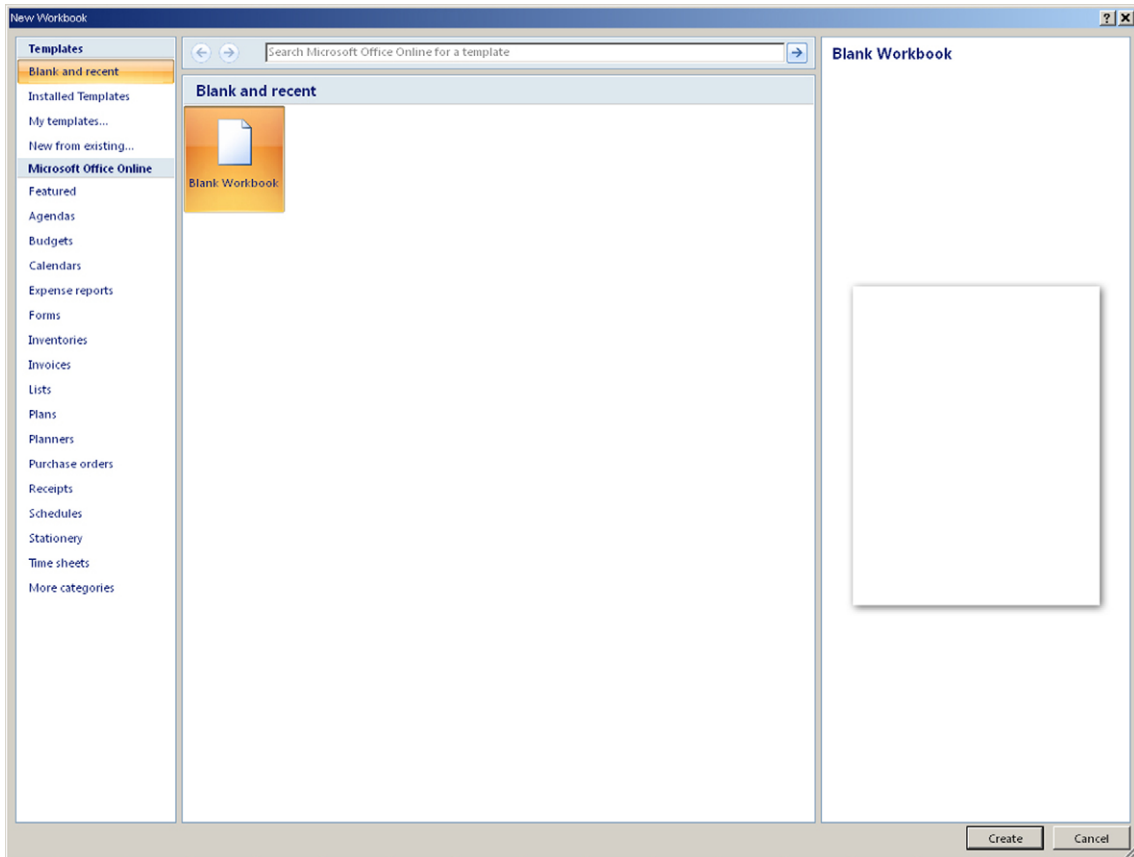 New Workbook
Templates
Blank and recent
Installed Templates
My templates...
New from existing...
Microsoft Office Online
Featured
Agendas
Budgets
Calendars
Expense reports
Forms
Inventories
Invoices
Lists
Plans
Planners
Purchase orders
Receipts
Schedules
Stationery
Time sheets
More categories
Search Microsoft Office Online for a template
Blank and recent
Blank Workbook
Blank Workbook
Create
Cancel